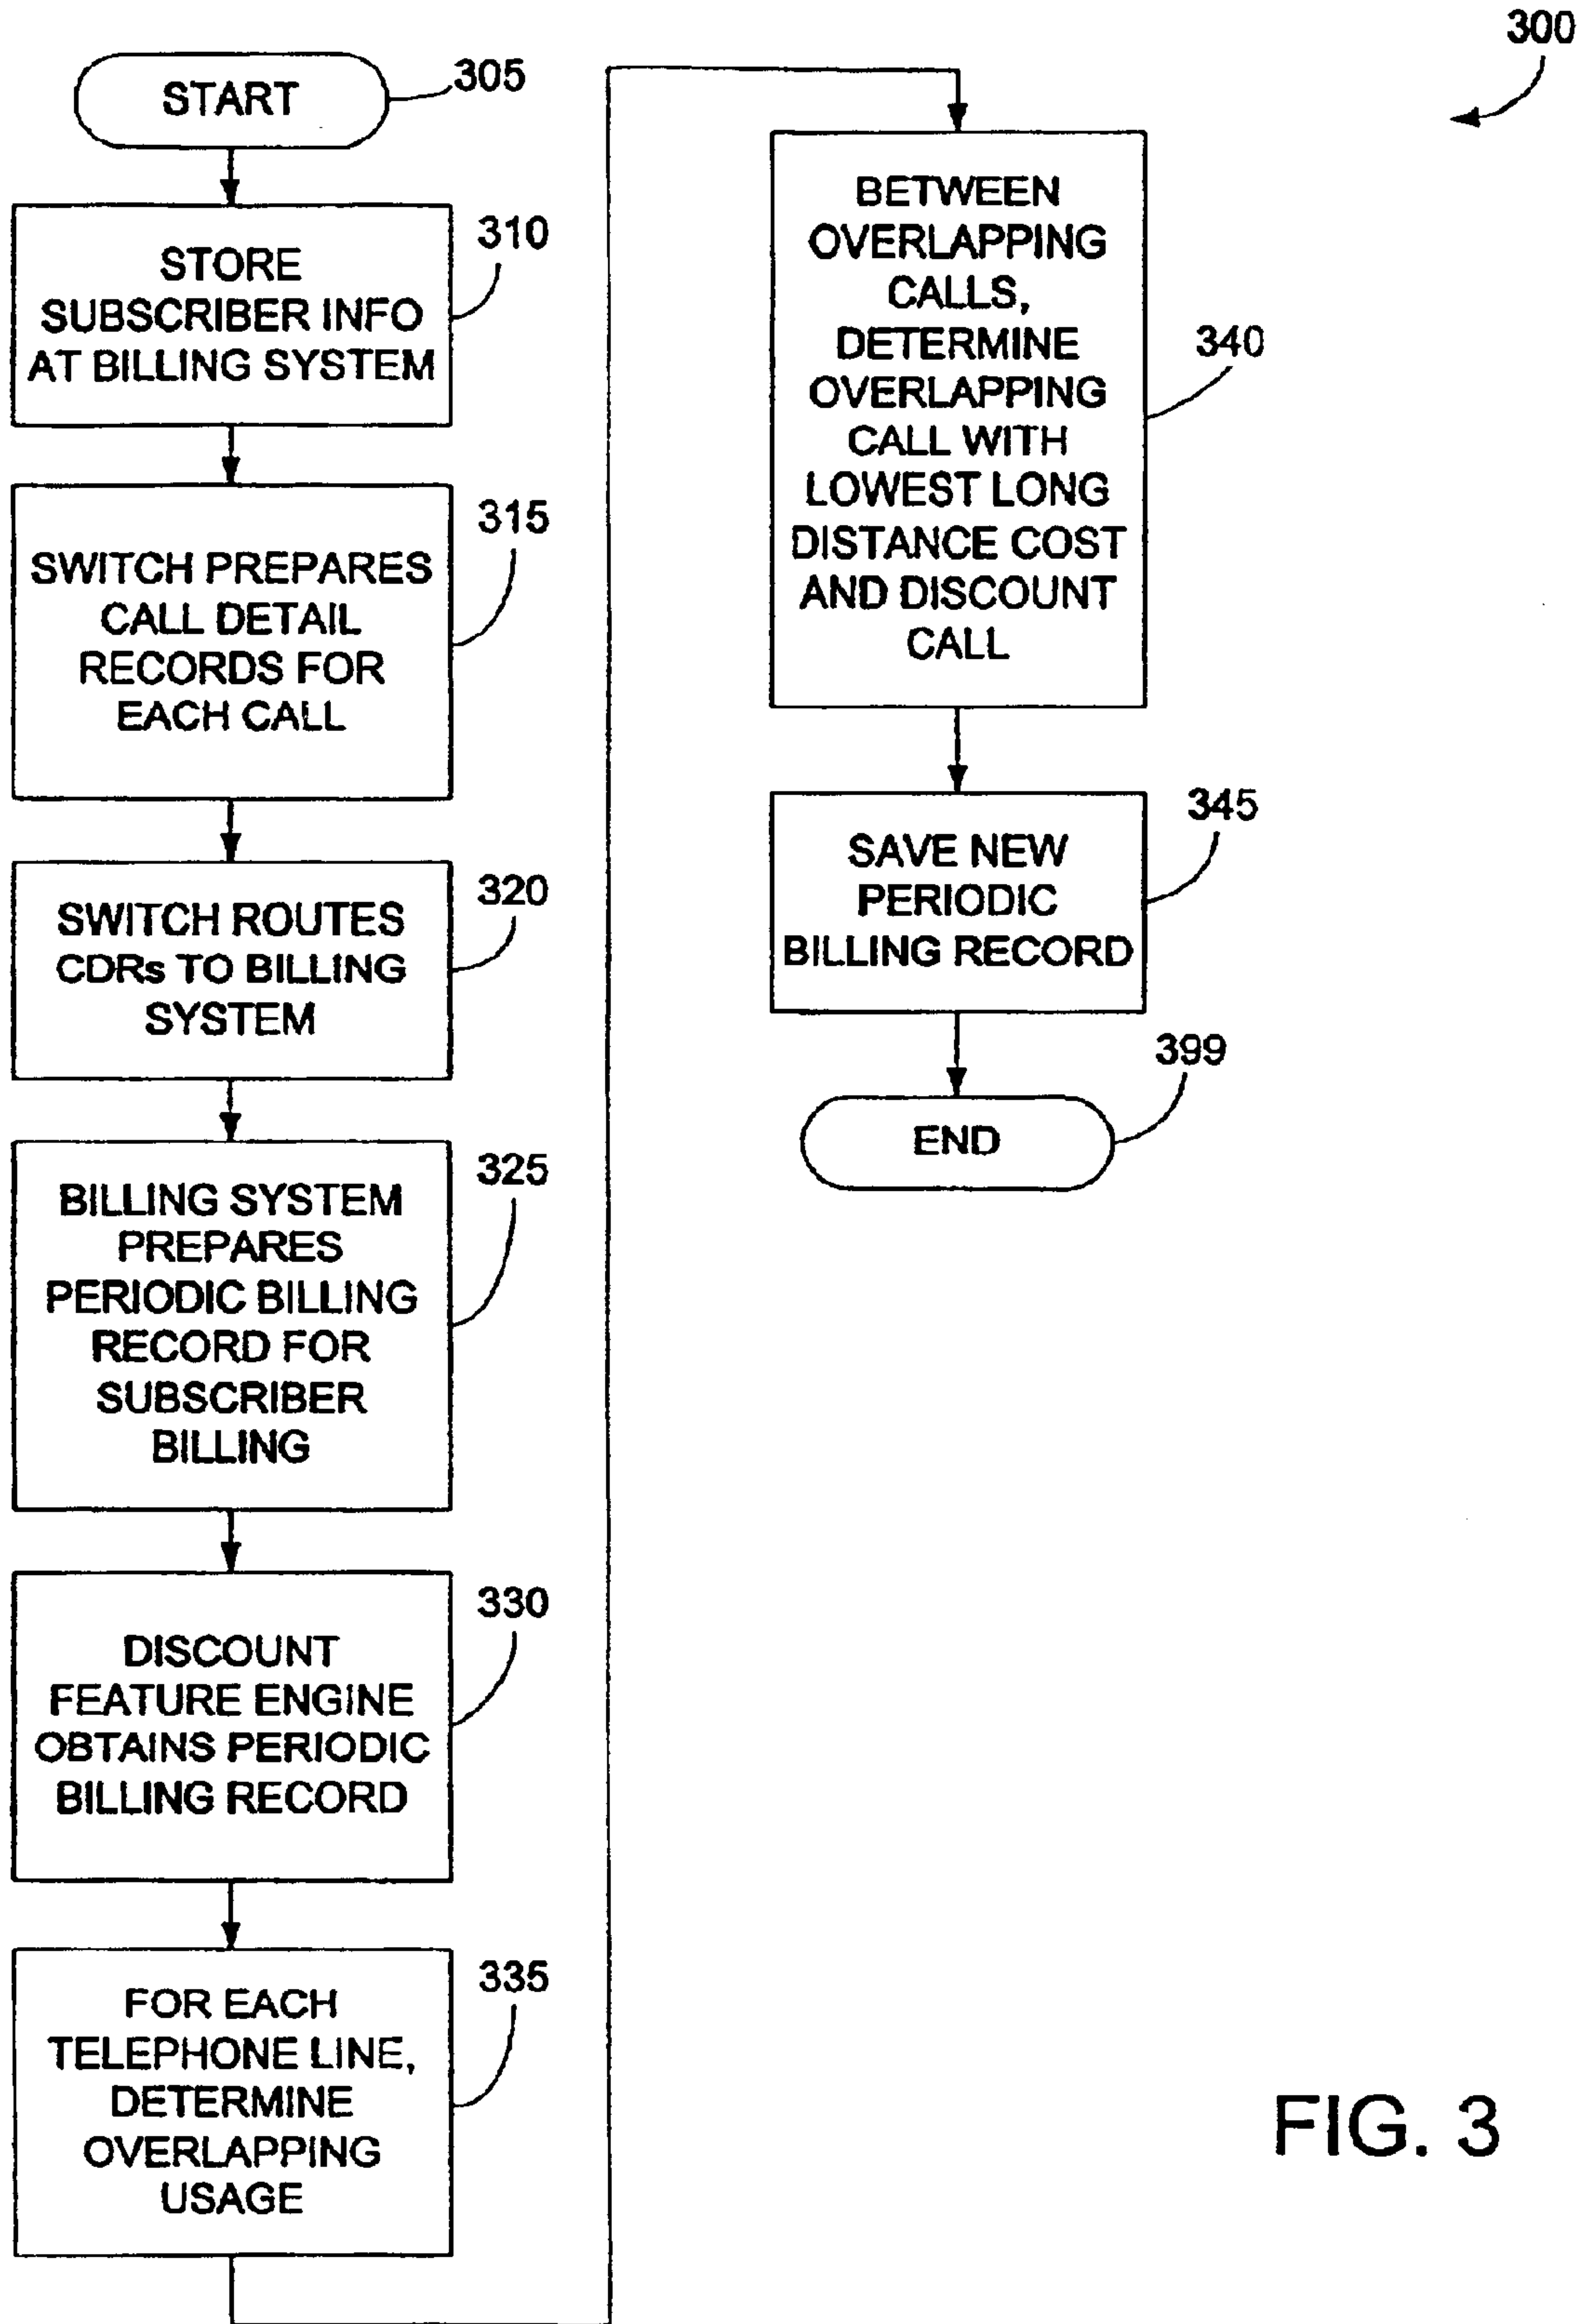 300
START
305
STORE
SUBSCRIBER INFO
AT BILLING SYSTEM
310
SWITCH PREPARES
CALL DETAIL
RECORDS FOR
EACH CALL
315
SWITCH ROUTES
CDRs TO BILLING
SYSTEM
320
BILLING SYSTEM
PREPARES
PERIODIC BILLING
RECORD FOR
SUBSCRIBER
BILLING
325
DISCOUNT
FEATURE ENGINE
OBTAINS PERIODIC
BILLING RECORD
330
FOR EACH
TELEPHONE LINE,
DETERMINE
OVERLAPPING
USAGE
335
BETWEEN
OVERLAPPING
CALLS,
DETERMINE
OVERLAPPING
CALL WITH
LOWEST LONG
DISTANCE COST
AND DISCOUNT
CALL
340
SAVE NEW
PERIODIC
BILLING RECORD
345
END
399
FIG. 3